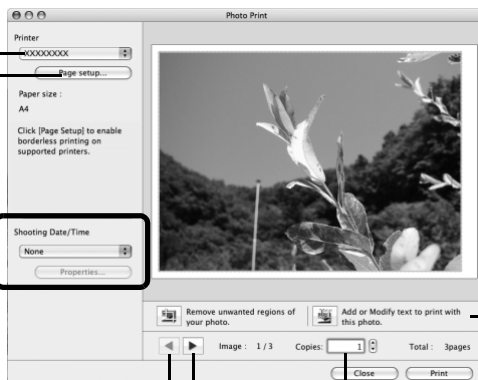 Photo Print
Printer
XXXXXXXX
Page setup...
Paper size :
A4
Click [Page Setup] to enable
borderless printing on
supported printers.
Shooting Date/Time
None
Properties...
Remove unwanted regions of
your photo.
Add or Modify text to print with
this photo.
Image : 1 / 3
Copies: 1
Total : 3pages
Close
Print